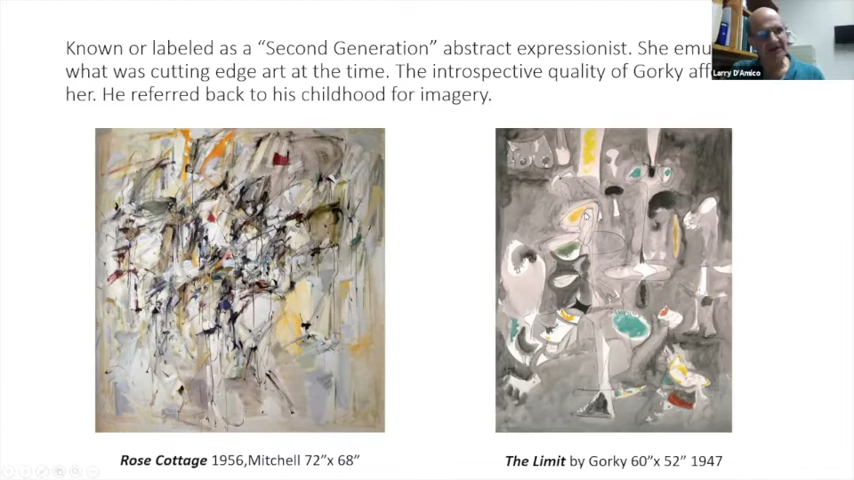 Known or labeled as a “Second Generation” abstract expressionist. She emu
what was cutting edge art at the time. The introspective quality of Gorky aff
her. He referred back to his childhood for imagery.
Larry D'Amico
Rose Cottage 1956,Mitchell 72”x 68”
The Limit by Gorky 60”x 52” 1947